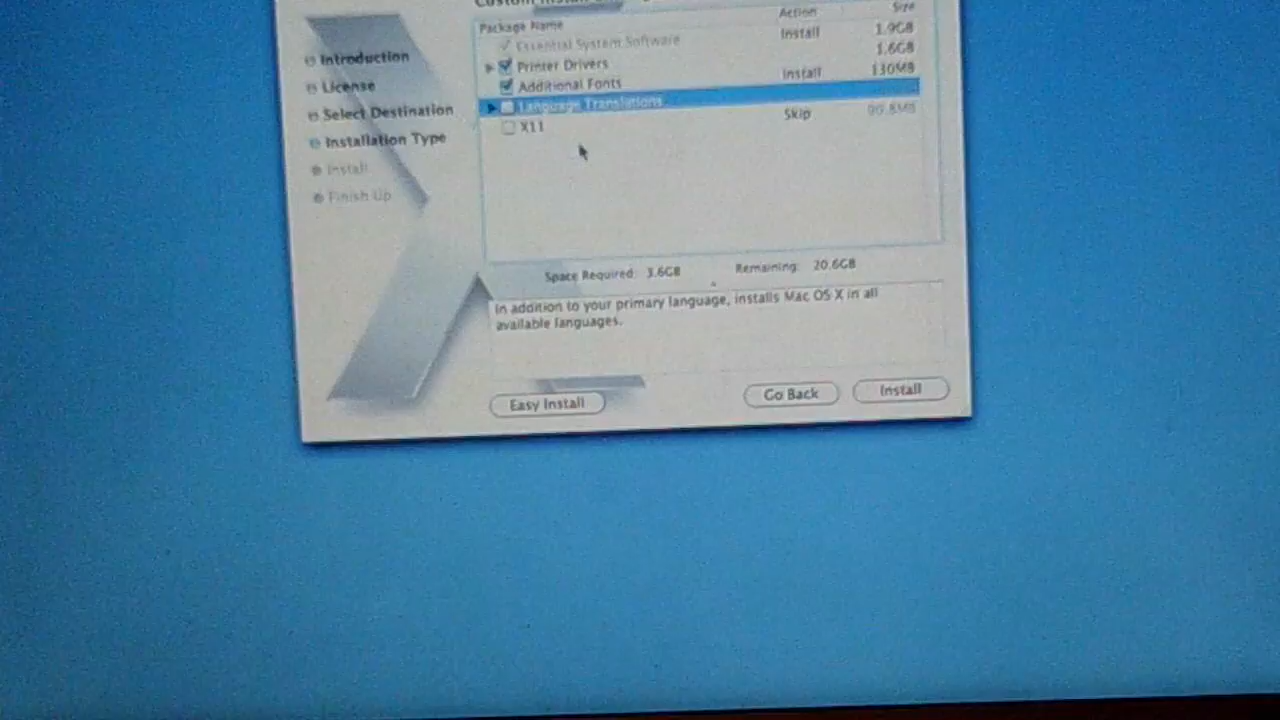 Custom Install
Package Name Action Size
Essential System Software Install 1.9GB
Printer Drivers 1.6GB
Additional Fonts Install 130MB
Language Translations
X11 Skip 90.8MB
Introduction
License
Select Destination
Installation Type
Install
Finish Up
Space Required: 3.6GB Remaining: 20.6GB
In addition to your primary language, installs Mac OS X in all
available languages.
Easy Install Go Back Install